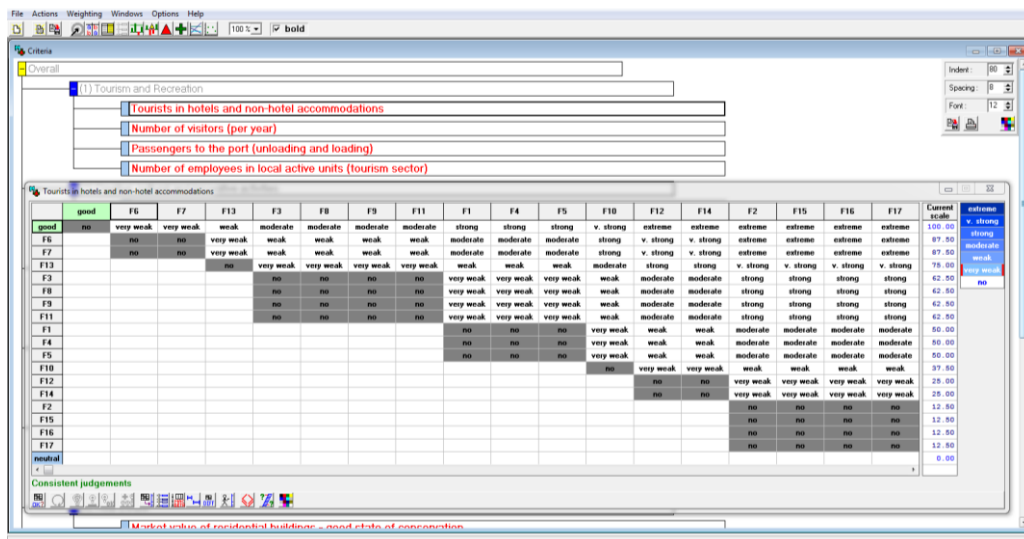 File Actions Weighting Windows Options Help
100 % bold
Criteria
Overall
(1) Tourism and Recreation
Tourists in hotels and non-hotel accommodations
Number of visitors (per year)
Passengers to the port (unloading and loading)
Number of employees in local active units (tourism sector)
Indent: 80
Spacing: 8
Font: 12
Tourists in hotels and non-hotel accommodations
good F6 F7 F13 F3 F8 F9 F11 F1 F4 F5 F10 F12 F14 F2 F15 F16 F17 Current scale
good no very weak very weak weak moderate moderate moderate moderate strong strong strong v. strong extreme extreme extreme extreme extreme extreme 100.00
F6 no no very weak weak weak weak weak moderate moderate moderate strong v. strong v. strong extreme extreme extreme extreme 87.50
F7 no no very weak weak weak weak weak moderate moderate moderate strong v. strong v. strong extreme extreme extreme extreme 87.50
F13 no very weak very weak very weak very weak weak weak weak moderate strong strong v. strong v. strong v. strong v. strong 75.00
F3 no no no no very weak very weak very weak weak moderate moderate strong strong strong strong 62.50
F8 no no no no very weak very weak very weak weak moderate moderate strong strong strong strong 62.50
F9 no no no no very weak very weak very weak weak moderate moderate strong strong strong strong 62.50
F11 no no no no very weak very weak very weak weak moderate moderate strong strong strong strong 62.50
F1 no no no very weak weak weak moderate moderate moderate moderate 50.00
F4 no no no very weak weak weak moderate moderate moderate moderate 50.00
F5 no no no very weak weak weak moderate moderate moderate moderate 50.00
F10 no very weak very weak weak weak weak weak 37.50
F12 no no very weak very weak very weak very weak 25.00
F14 no no very weak very weak very weak very weak 25.00
F2 no no no no 12.50
F15 no no no no 12.50
F16 no no no no 12.50
F17 no no no no 12.50
neutral 0.00
extreme
v. strong
strong
moderate
weak
very weak
no
Consistent judgements
Market value of residential buildings - good state of conservation